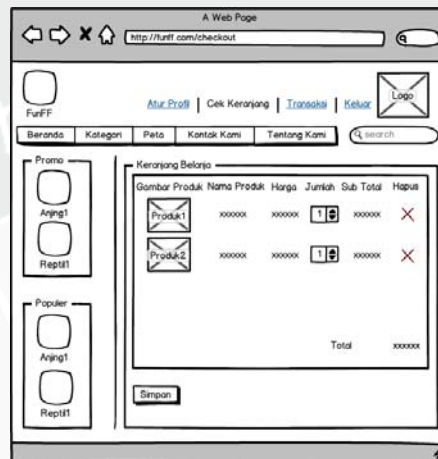 A Web Page
http://funff.com/checkout
FunFF
Atur Profil | Cek Keranjang | Transaksi | Keluar
Logo
Beranda Kategori Peta Kontak Kami Tentang Kami
search
Promo
Anjing1
Reptil1
Populer
Anjing1
Reptil1
Keranjang Belanja
Gambar Produk Nama Produk Harga Jumlah Sub Total Hapus
Produk1 xxxxxx xxxxxx 1 xxxxxx X
Produk2 xxxxxx xxxxxx 1 xxxxxx X
Total xxxxxx
Simpan